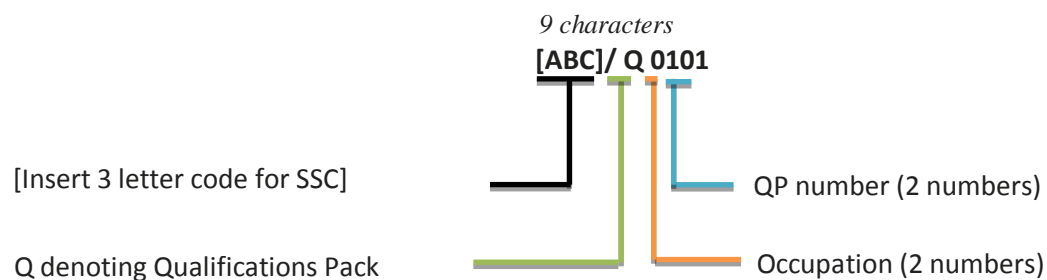 9 characters
[ABC]/ Q 0101
[Insert 3 letter code for SSC]
QP number (2 numbers)
Q denoting Qualifications Pack
Occupation (2 numbers)